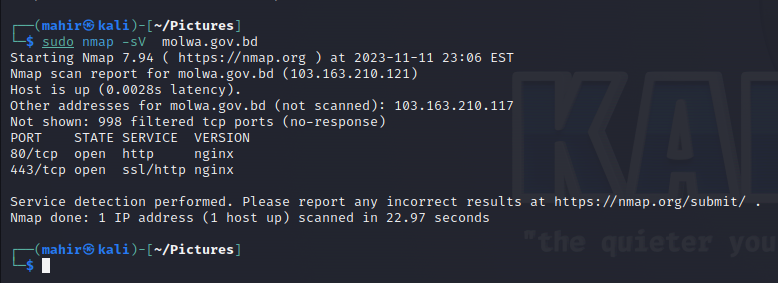 ┌──(mahir㉿kali)-[~/Pictures]
└─$ sudo nmap -sV  molwa.gov.bd
Starting Nmap 7.94 ( https://nmap.org ) at 2023-11-11 23:06 EST
Nmap scan report for molwa.gov.bd (103.163.210.121)
Host is up (0.0028s latency).
Other addresses for molwa.gov.bd (not scanned): 103.163.210.117
Not shown: 998 filtered tcp ports (no-response)
PORT    STATE SERVICE  VERSION
80/tcp  open  http     nginx
443/tcp open  ssl/http nginx

Service detection performed. Please report any incorrect results at https://nmap.org/submit/ .
Nmap done: 1 IP address (1 host up) scanned in 22.97 seconds

┌──(mahir㉿kali)-[~/Pictures]
└─$
KAL
"the quieter you